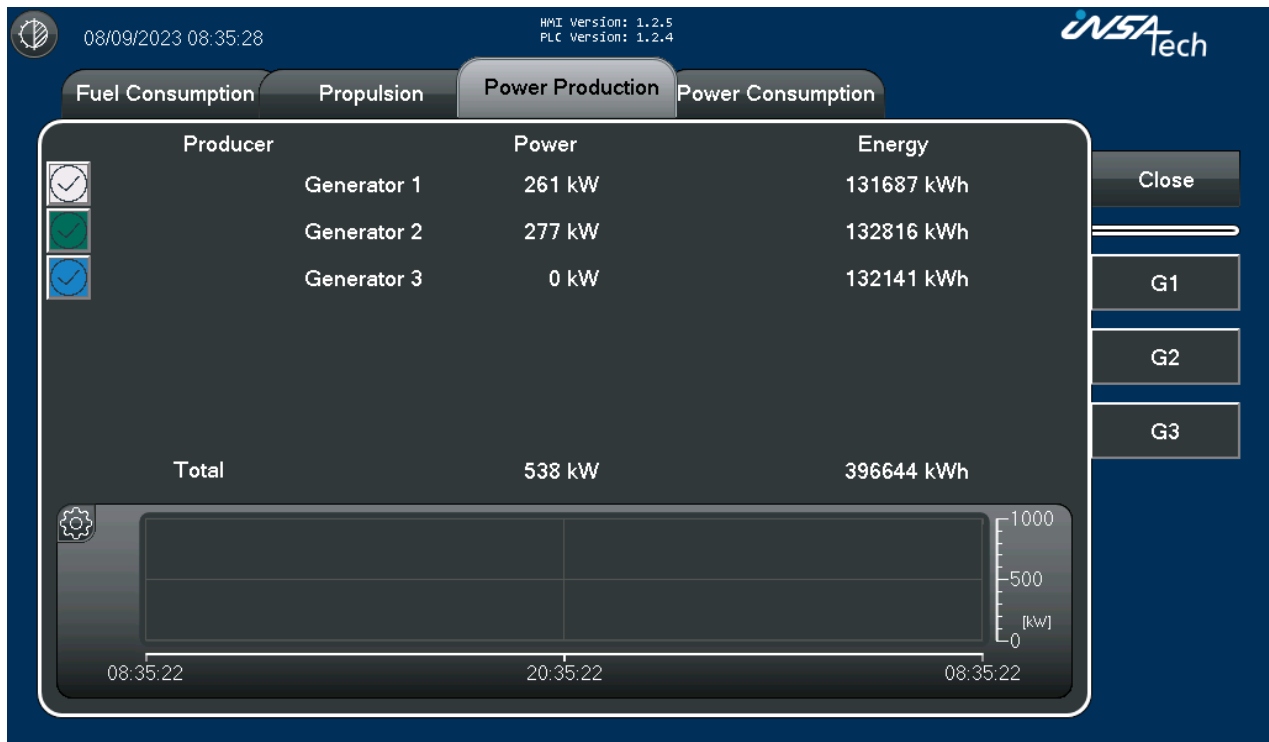 08/09/2023 08:35:28
HMI Version: 1.2.5
PLC Version: 1.2.4
iNSA Tech
Fuel Consumption Propulsion Power Production Power Consumption
Producer Power Energy
Generator 1 261 kW 131687 kWh
Generator 2 277 kW 132816 kWh
Generator 3 0 kW 132141 kWh
Total 538 kW 396644 kWh
Close
G1
G2
G3
1000
500
[kW]
0
08:35:22 20:35:22 08:35:22